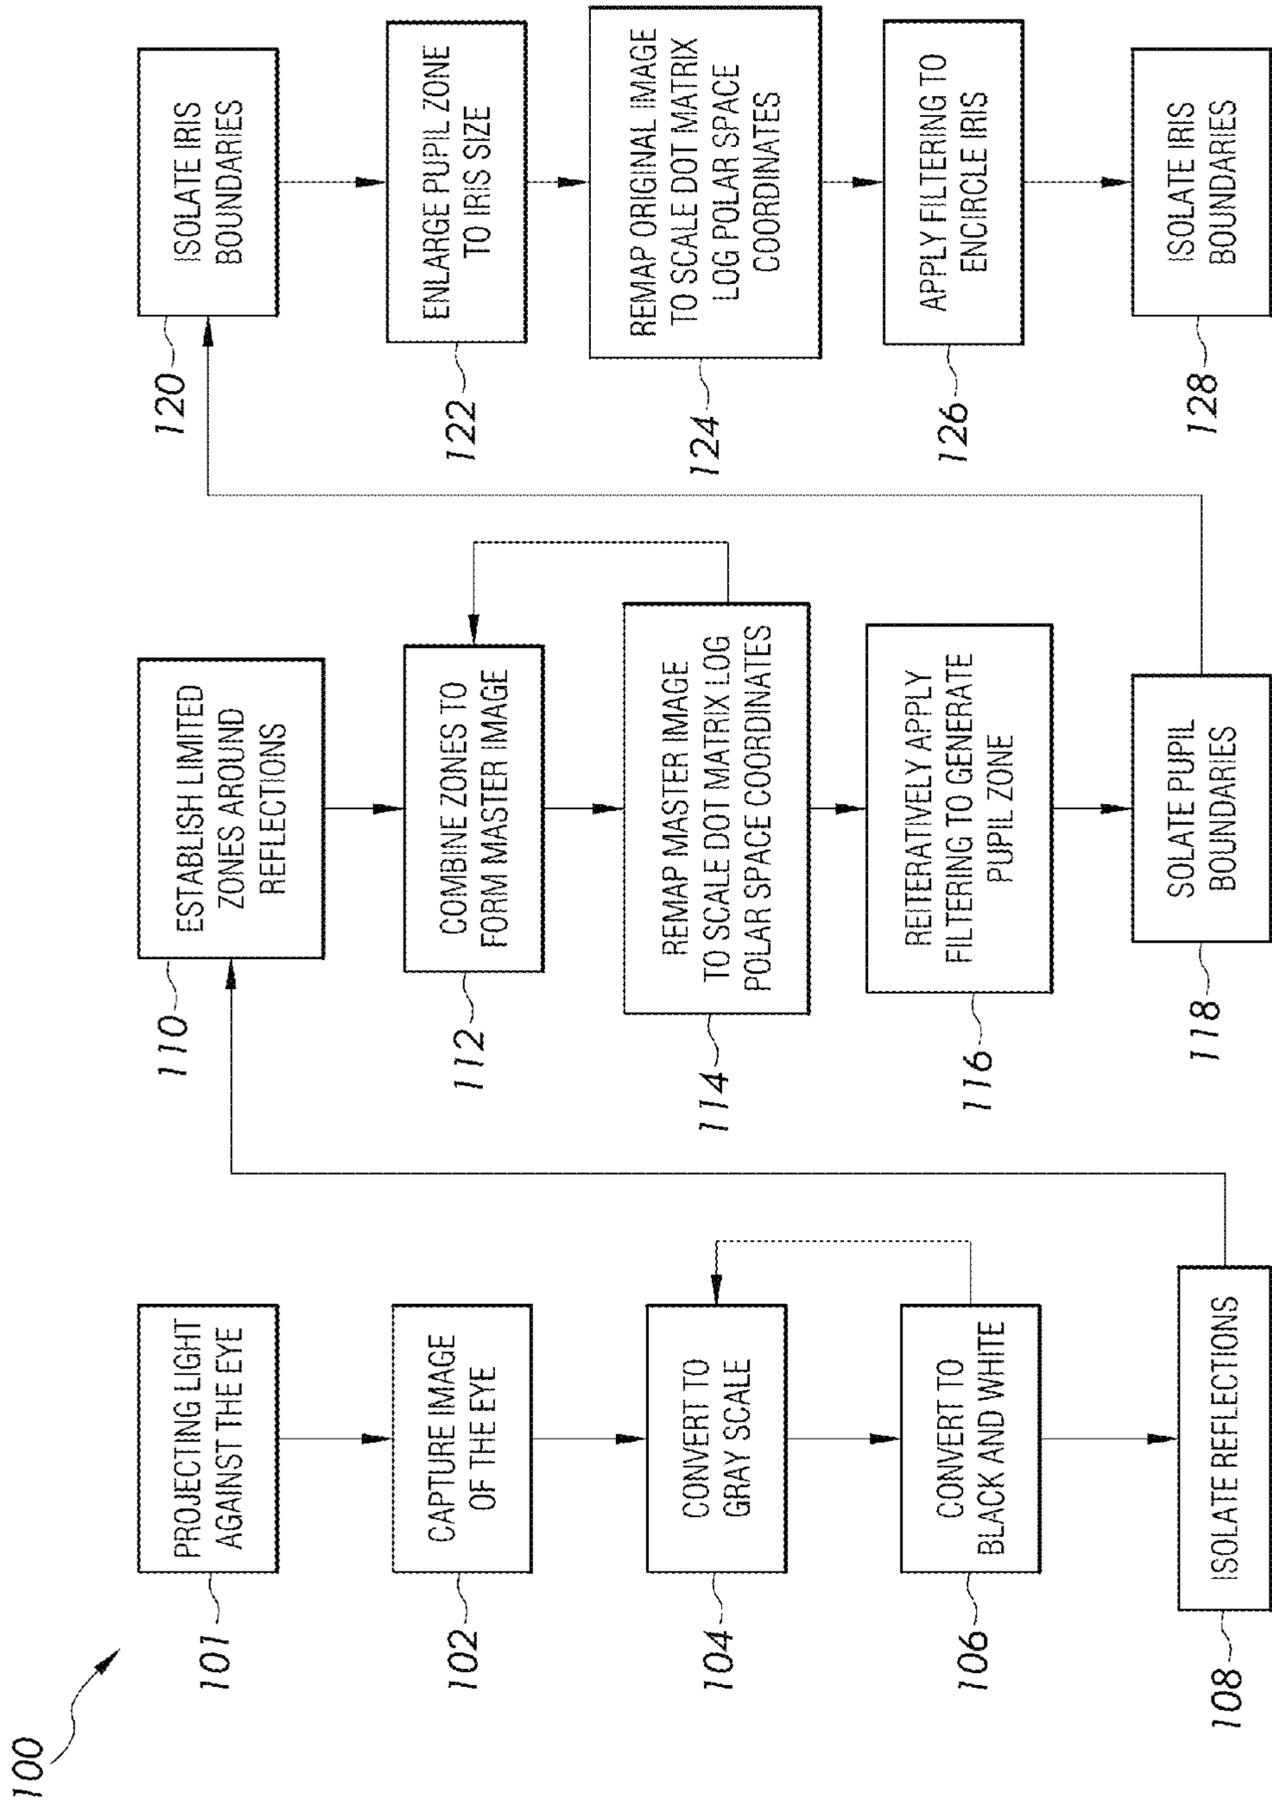 100
PROJECTING LIGHT
AGAINST THE EYE
101
CAPTURE IMAGE
OF THE EYE
102
CONVERT TO
GRAY SCALE
104
CONVERT TO
BLACK AND WHITE
106
ISOLATE REFLECTIONS
108
ESTABLISH LIMITED
ZONES AROUND
REFLECTIONS
110
COMBINE ZONES TO
FORM MASTER IMAGE
112
REMAP MASTER IMAGE
TO SCALE DOT MATRIX LOG
POLAR SPACE COORDINATES
114
REITERATIVELY APPLY
FILTERING TO GENERATE
PUPIL ZONE
116
SOLATE PUPIL
BOUNDARIES
118
ISOLATE IRIS
BOUNDARIES
120
ENLARGE PUPIL ZONE
TO IRIS SIZE
122
REMAP ORIGINAL IMAGE
TO SCALE DOT MATRIX
LOG POLAR SPACE
COORDINATES
124
APPLY FILTERING TO
ENCIRCLE IRIS
126
ISOLATE IRIS
BOUNDARIES
128